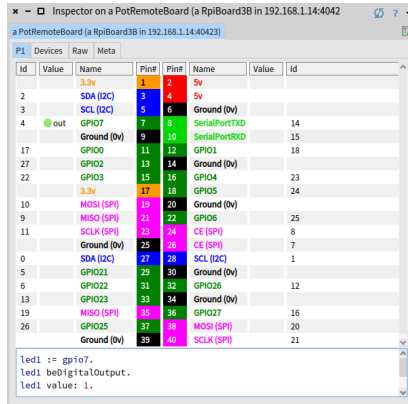 Inspector on a PotRemoteBoard (a RpiBoard3B in 192.168.1.14:4042 ?
a PotRemoteBoard (a RpiBoard3B in 192.168.1.14:40423)
P1 Devices Raw Meta
Id Value Name Pin# Pin# Name Value Id
3.3v 1 2 5v
2 SDA (I2C) 3 4 5v
3 SCL (I2C) 5 6 Ground (0v)
4 out GPIO7 7 8 SerialPortTXD 14
Ground (0v) 9 10 SerialPortRXD 15
17 GPIO0 11 12 GPIO1 18
27 GPIO2 13 14 Ground (0v)
22 GPIO3 15 16 GPIO4 23
3.3v 17 18 GPIO5 24
10 MOSI (SPI) 19 20 Ground (0v)
9 MISO (SPI) 21 22 GPIO6 25
11 SCLK (SPI) 23 24 CE (SPI) 8
Ground (0v) 25 26 CE (SPI) 7
0 SDA (I2C) 27 28 SCL (I2C) 1
5 GPIO21 29 30 Ground (0v)
6 GPIO22 31 32 GPIO26 12
13 GPIO23 33 34 Ground (0v)
19 MISO (SPI) 35 36 GPIO27 16
26 GPIO25 37 38 MOSI (SPI) 20
Ground (0v) 39 40 SCLK (SPI) 21
led1 := gpio7.
led1 beDigitalOutput.
led1 value: 1.